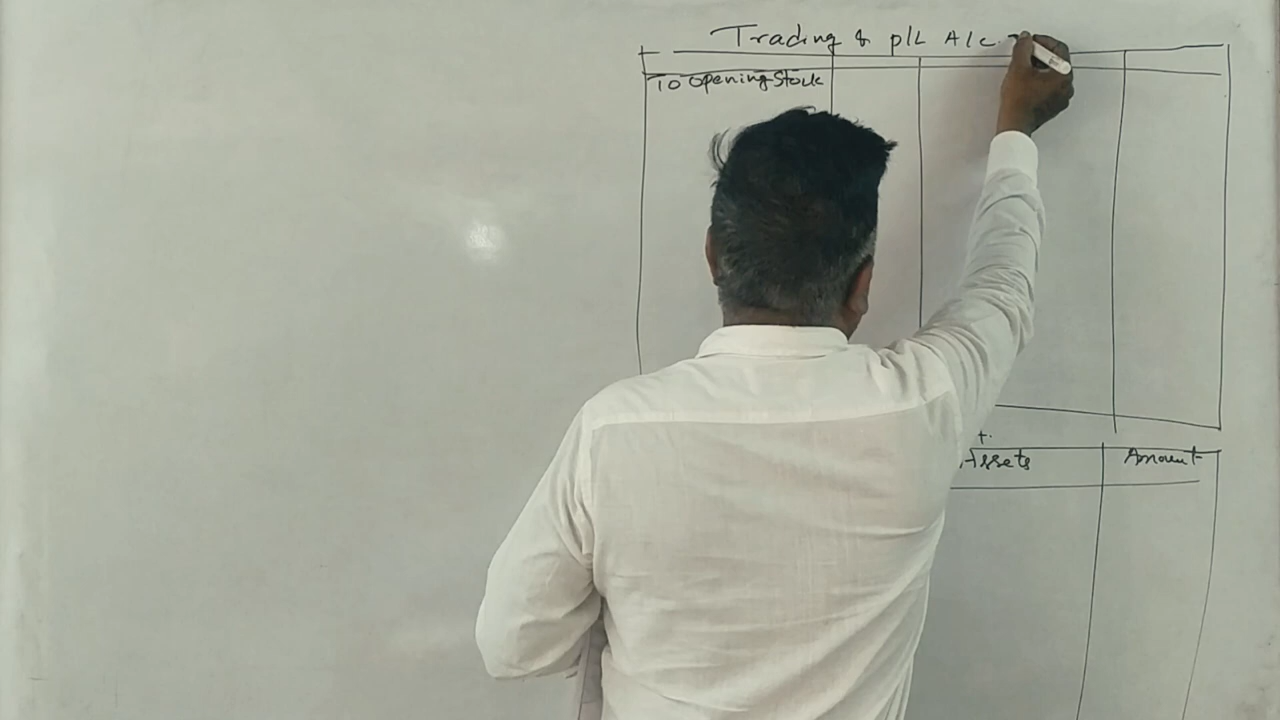 Trading & P/L A/c.
To Opening Stock
t.
Assets Amount